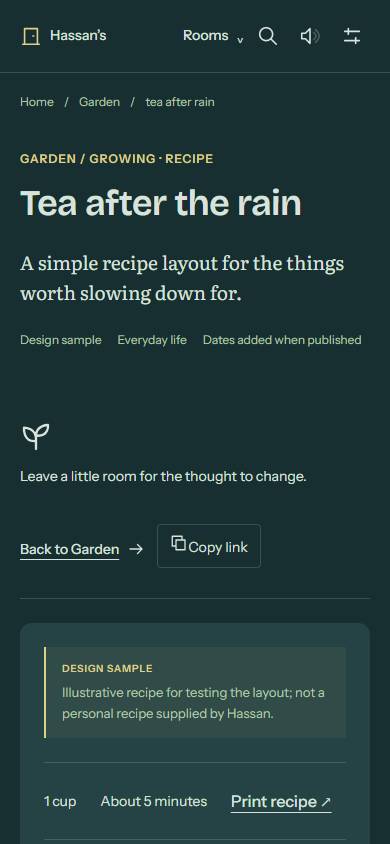 Hassan's
Rooms
Home / Garden / tea after the rain
GARDEN / GROWING · RECIPE
Tea after the rain
A simple recipe layout for the things
worth slowing down for.
Design sample Everyday life Dates added when published
Leave a little room for the thought to change.
Back to Garden → Copy link
DESIGN SAMPLE
Illustrative recipe for testing the layout; not a
personal recipe supplied by Hassan.
1 cup About 5 minutes Print recipe ↗